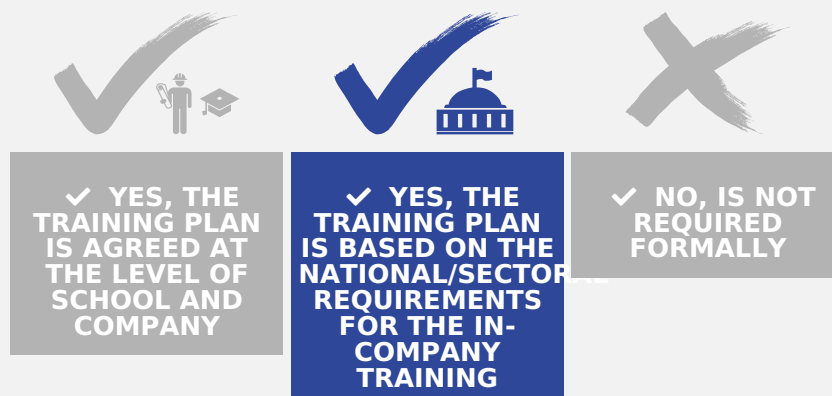 ✓ YES, THE
TRAINING PLAN
IS AGREED AT
THE LEVEL OF
SCHOOL AND
COMPANY
✓ YES, THE
TRAINING PLAN
IS BASED ON THE
NATIONAL/SECTORAL
REQUIREMENTS
FOR THE IN-
COMPANY
TRAINING
✓ NO, IS NOT
REQUIRED
FORMALLY